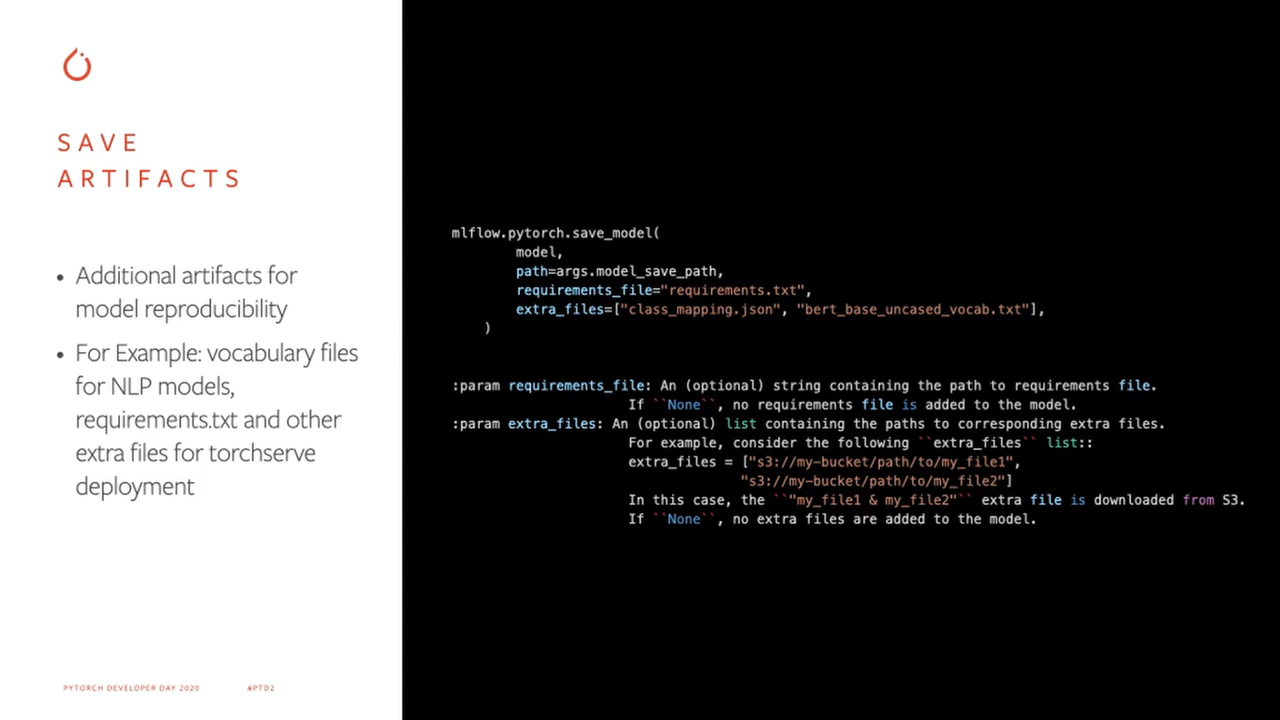 SAVE
ARTIFACTS
• Additional artifacts for
model reproducibility
• For Example: vocabulary files
for NLP models,
requirements.txt and other
extra files for torchserve
deployment
PYTORCH DEVELOPER DAY 2020 #PTD2
mlflow.pytorch.save_model(
        model,
        path=args.model_save_path,
        requirements_file="requirements.txt",
        extra_files=["class_mapping.json", "bert_base_uncased_vocab.txt"],
    )
:param requirements_file: An (optional) string containing the path to requirements file.
                      If ``None``, no requirements file is added to the model.
:param extra_files: An (optional) list containing the paths to corresponding extra files.
                      For example, consider the following ``extra_files`` list::
                      extra_files = ["s3://my-bucket/path/to/my_file1",
                                    "s3://my-bucket/path/to/my_file2"]
                      In this case, the ``"my_file1 & my_file2"`` extra file is downloaded from S3.
                      If ``None``, no extra files are added to the model.